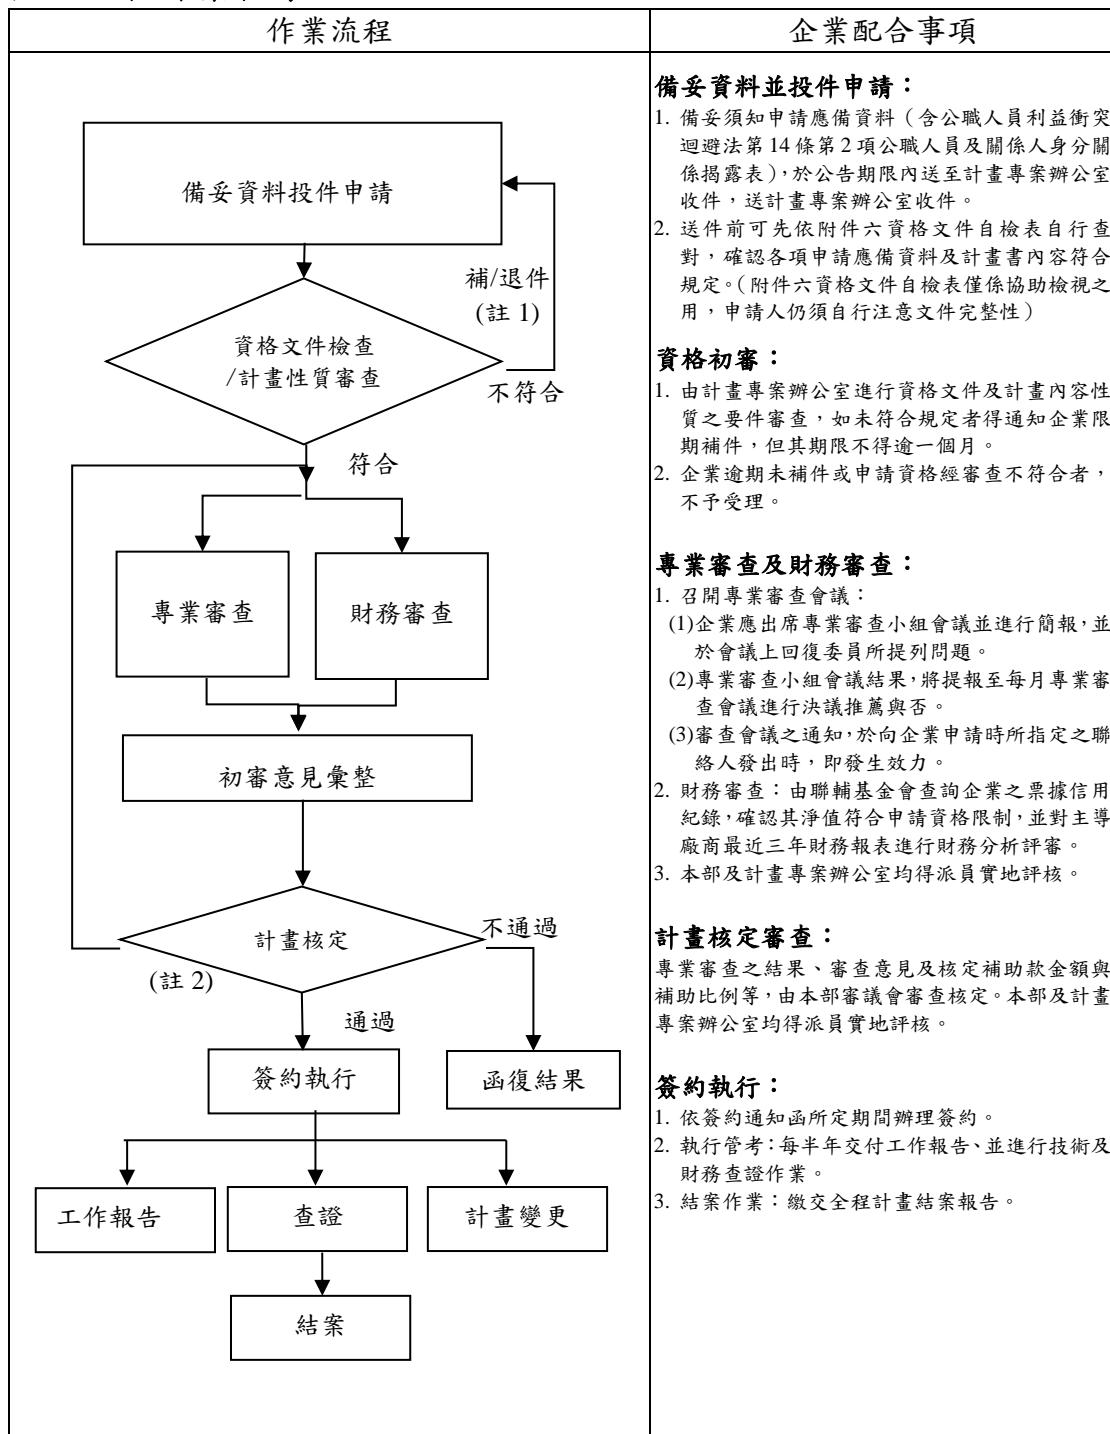 作業流程
企業配合事項
備妥資料投件申請
補/退件
(註 1)
資格文件檢查
/計畫性質審查
不符合
符合
專業審查
財務審查
初審意見彙整
計畫核定
不通過
(註 2)
通過
簽約執行
函復結果
工作報告
查證
計畫變更
結案
備妥資料並投件申請：
1. 備妥須知申請應備資料（含公職人員利益衝突
迴避法第 14 條第 2 項公職人員及關係人身分關
係揭露表），於公告期限內送至計畫專案辦公室
收件，送計畫專案辦公室收件。
2. 送件前可先依附件六資格文件自檢表自行查
對，確認各項申請應備資料及計畫書內容符合
規定。（附件六資格文件自檢表僅係協助檢視之
用，申請人仍須自行注意文件完整性）
資格初審：
1. 由計畫專案辦公室進行資格文件及計畫內容性
質之要件審查，如未符合規定者得通知企業限
期補件，但其期限不得逾一個月。
2. 企業逾期未補件或申請資格經審查不符合者，
不予受理。
專業審查及財務審查：
1. 召開專業審查會議：
(1)企業應出席專業審查小組會議並進行簡報，並
於會議上回復委員所提列問題。
(2)專業審查小組會議結果，將提報至每月專業審
查會議進行決議推薦與否。
(3)審查會議之通知，於向企業申請時所指定之聯
絡人發出時，即發生效力。
2. 財務審查：由聯輔基金會查詢企業之票據信用
紀錄，確認其淨值符合申請資格限制，並對主導
廠商最近三年財務報表進行財務分析評審。
3. 本部及計畫專案辦公室均得派員實地評核。
計畫核定審查：
專業審查之結果、審查意見及核定補助款金額與
補助比例等，由本部審議會審查核定。本部及計畫
專案辦公室均得派員實地評核。
簽約執行：
1. 依簽約通知函所定期間辦理簽約。
2. 執行管考：每半年交付工作報告、並進行技術及
財務查證作業。
3. 結案作業：繳交全程計畫結案報告。